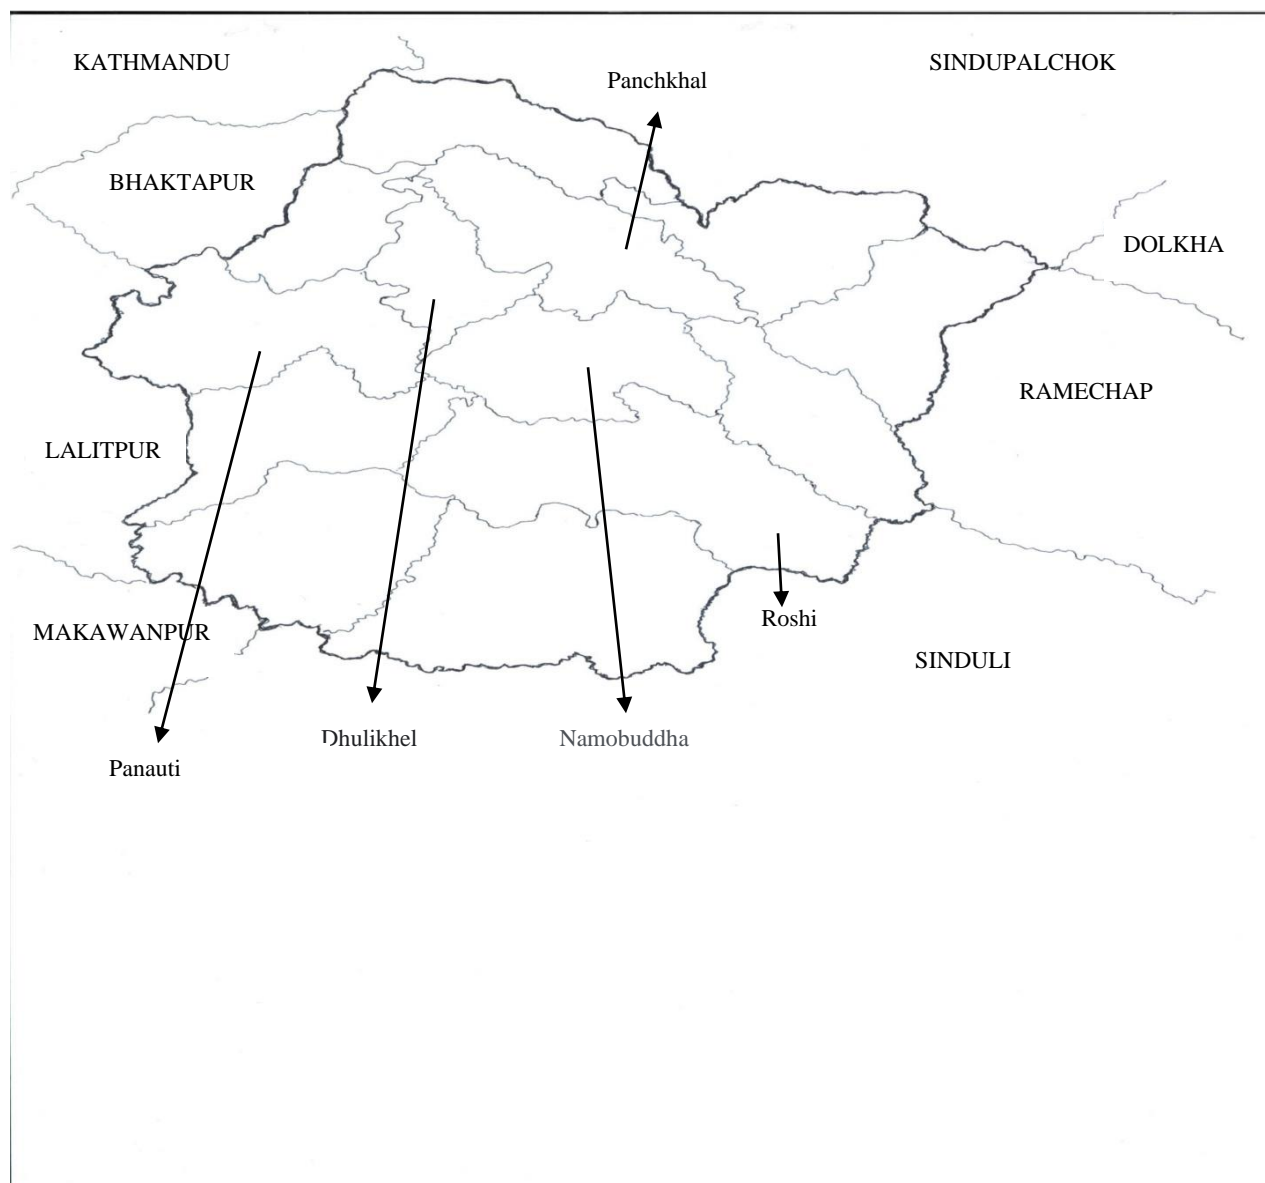 KATHMANDU
SINDUPALCHOK
Panchkhal
BHAKTAPUR
DOLKHA
RAMECHAP
LALITPUR
Roshi
MAKAWANPUR
SINDULI
Dhulikhel
Namobuddha
Panauti